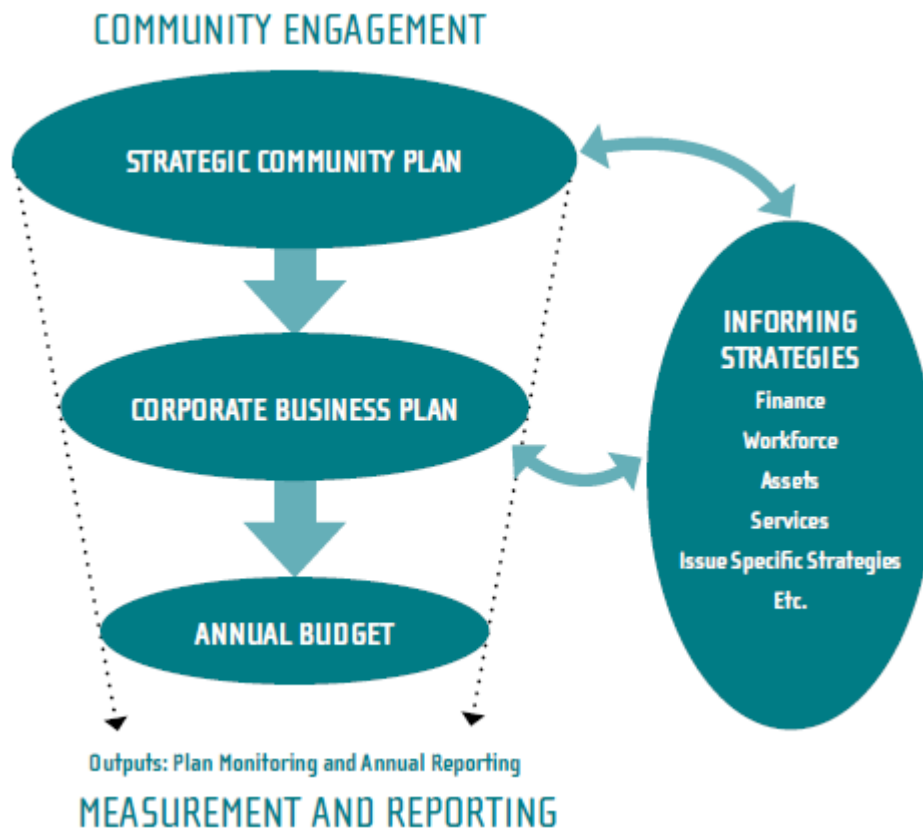 COMMUNITY ENGAGEMENT
STRATEGIC COMMUNITY PLAN
CORPORATE BUSINESS PLAN
ANNUAL BUDGET
INFORMING
STRATEGIES
Finance
Workforce
Assets
Services
Issue Specific Strategies
Etc.
Outputs: Plan Monitoring and Annual Reporting
MEASUREMENT AND REPORTING